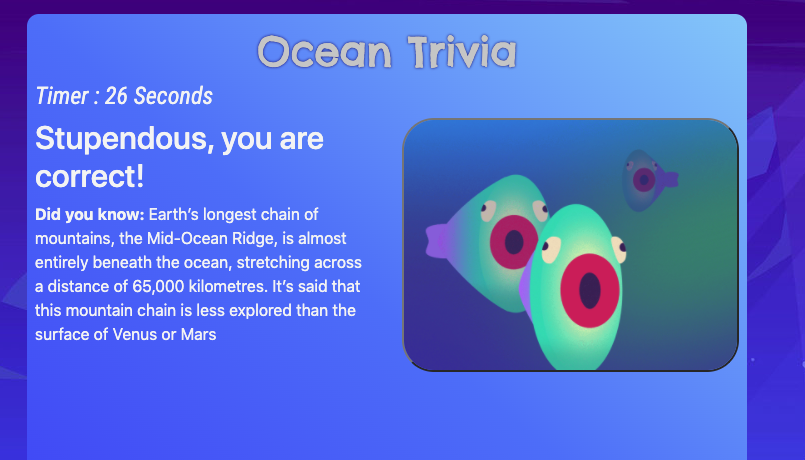 Ocean Trivia
Timer : 26 Seconds
Stupendous, you are
correct!
Did you know: Earth’s longest chain of
mountains, the Mid-Ocean Ridge, is almost
entirely beneath the ocean, stretching across
a distance of 65,000 kilometres. It’s said that
this mountain chain is less explored than the
surface of Venus or Mars